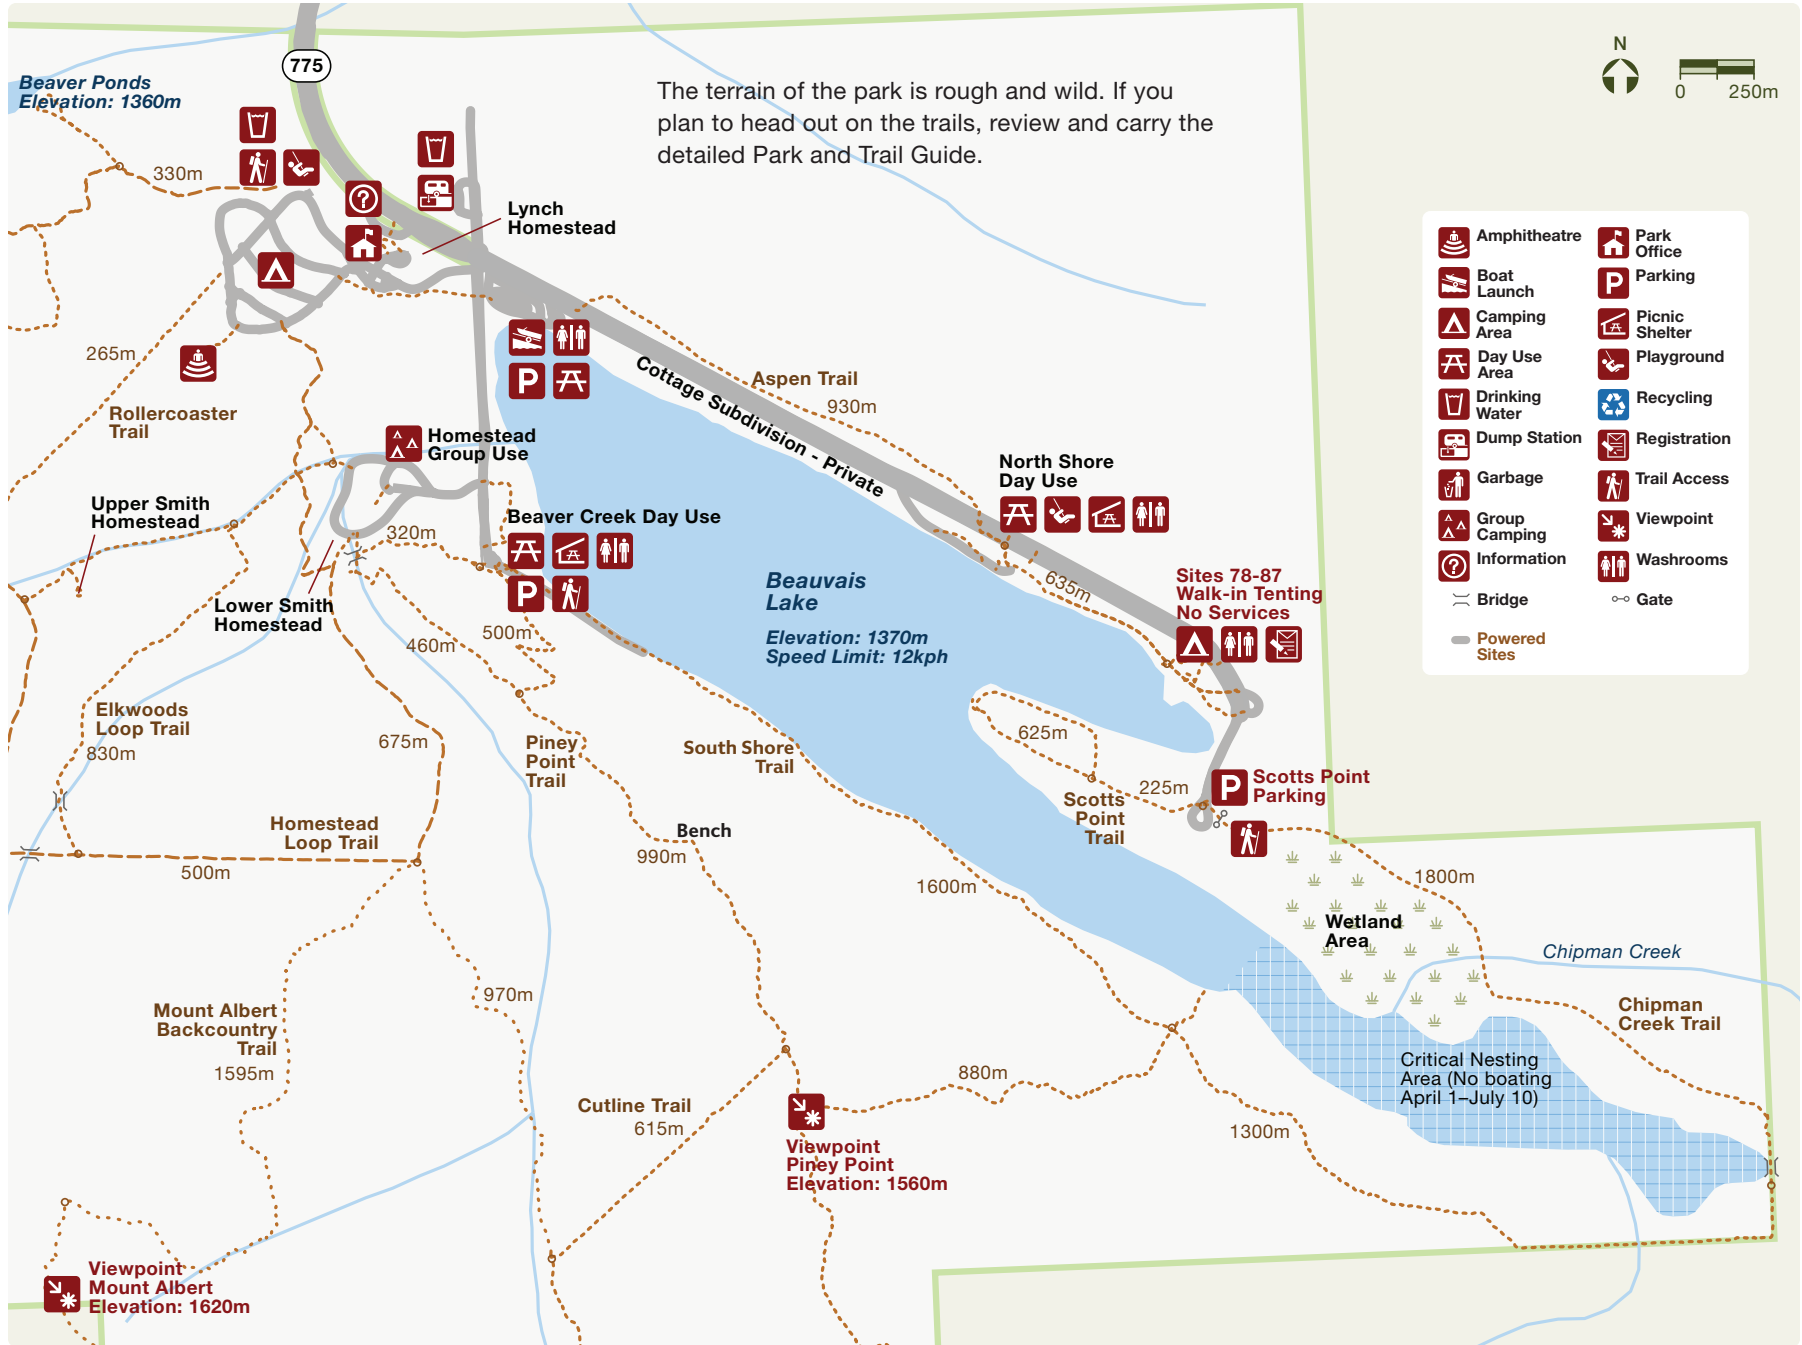 775
Beaver Ponds
Elevation: 1360m
The terrain of the park is rough and wild. If you
plan to head out on the trails, review and carry the
detailed Park and Trail Guide.
N
0 250m
330m
Lynch
Homestead
265m
Rollercoaster
Trail
Homestead
Group Use
Upper Smith
Homestead
320m
Lower Smith
Homestead
P
Cottage Subdivision - Private
Aspen Trail
930m
North Shore
Day Use
Beaver Creek Day Use
P
Beauvais
Lake
Elevation: 1370m
Speed Limit: 12kph
635m
Sites 78-87
Walk-in Tenting
No Services
Amphitheatre
Boat
Launch
Camping
Area
Day Use
Area
Drinking
Water
Dump Station
Garbage
Group
Camping
Information
Bridge
Powered
Sites
Park
Office
P
Parking
Picnic
Shelter
Playground
Recycling
Registration
Trail Access
Viewpoint
Washrooms
Gate
500m
460m
Elkwoods
Loop Trail
830m
675m
Piney
Point
Trail
South Shore
Trail
625m
225m
P
Scotts Point
Parking
Scotts
Point
Trail
Homestead
Loop Trail
500m
Bench
990m
1600m
1800m
Wetland
Area
Chipman Creek
Chipman
Creek Trail
Mount Albert
Backcountry
Trail
1595m
970m
Critical Nesting
Area (No boating
April 1–July 10)
880m
Cutline Trail
615m
1300m
Viewpoint
Piney Point
Elevation: 1560m
Viewpoint
Mount Albert
Elevation: 1620m